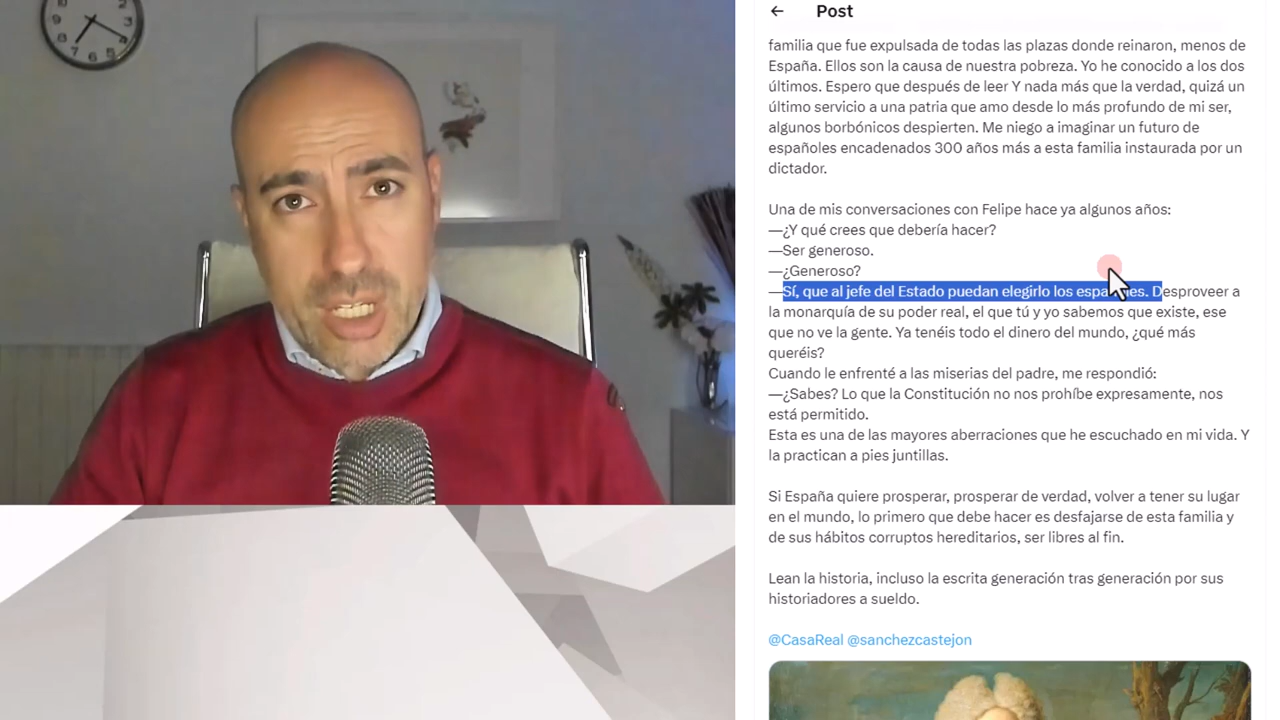 Post
familia que fue expulsada de todas las plazas donde reinaron, menos de
España. Ellos son la causa de nuestra pobreza. Yo he conocido a los dos
últimos. Espero que después de leer Y nada más que la verdad, quizá un
último servicio a una patria que amo desde lo más profundo de mi ser,
algunos borbónicos despierten. Me niego a imaginar un futuro de
españoles encadenados 300 años más a esta familia instaurada por un
dictador.
Una de mis conversaciones con Felipe hace ya algunos años:
—¿Y qué crees que debería hacer?
—Ser generoso.
—¿Generoso?
—Sí, que al jefe del Estado puedan elegirlo los españoles. Desproveer a
la monarquía de su poder real, el que tú y yo sabemos que existe, ese
que no ve la gente. Ya tenéis todo el dinero del mundo, ¿qué más
queréis?
Cuando le enfrenté a las miserias del padre, me respondió:
—¿Sabes? Lo que la Constitución no nos prohíbe expresamente, nos
está permitido.
Esta es una de las mayores aberraciones que he escuchado en mi vida. Y
la practican a pies juntillas.
Si España quiere prosperar, prosperar de verdad, volver a tener su lugar
en el mundo, lo primero que debe hacer es desfajarse de esta familia y
de sus hábitos corruptos hereditarios, ser libres al fin.
Lean la historia, incluso la escrita generación tras generación por sus
historiadores a sueldo.
@CasaReal @sanchezcastejon